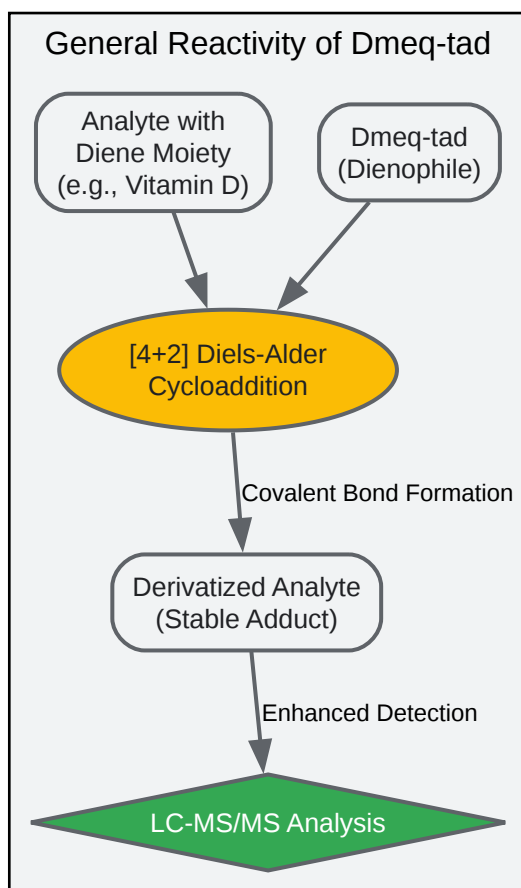 General Reactivity of Dmeq-tad
Analyte with
Diene Moiety
(e.g., Vitamin D)
Dmeq-tad
(Dienophile)
[4+2] Diels-Alder
Cycloaddition
Covalent Bond Formation
Derivatized Analyte
(Stable Adduct)
Enhanced Detection
LC-MS/MS Analysis